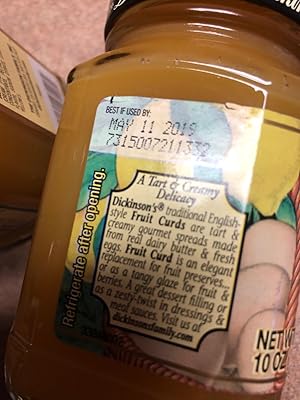 BEST IF USED BY:
MAY 11 2019
7315007211332
A Tart & Creamy
Delicacy
Dickinson's® traditional English-
style Fruit Curds are tart &
creamy gourmet spreads made
from real dairy butter & fresh
eggs. Fruit Curd is an elegant
replacement for fruit preserves...
or as a tangy glaze for fruit &
berries. A great dessert filling or
as a zesty-twist in dressings &
meat sauces. Visit us at
dickinsonsfamily.com
Refrigerate after opening.
NET
10 OZ